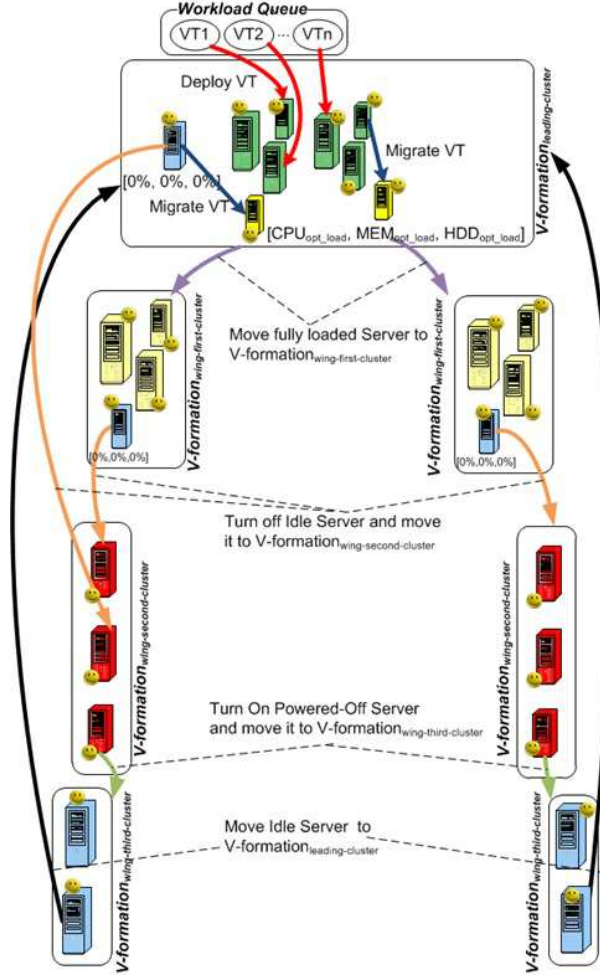 Workload Queue
VT1 VT2 ... VTn
Deploy VT
Migrate VT
[0%, 0%, 0%]
Migrate VT
[CPUopt_load, MEMopt_load, HDDopt_load]
V-formationleading-cluster
Move fully loaded Server to
V-formationwing-first-cluster
V-formationwing-first-cluster
V-formationwing-first-cluster
[0%,0%,0%]
[0%,0%,0%]
Turn off Idle Server and move
it to V-formationwing-second-cluster
V-formationwing-second-cluster
V-formationwing-second-cluster
Turn On Powered-Off Server
and move it to V-formationwing-third-cluster
Move Idle Server to
V-formationleading-cluster
V-formationwing-third-cluster
V-formationwing-third-cluster